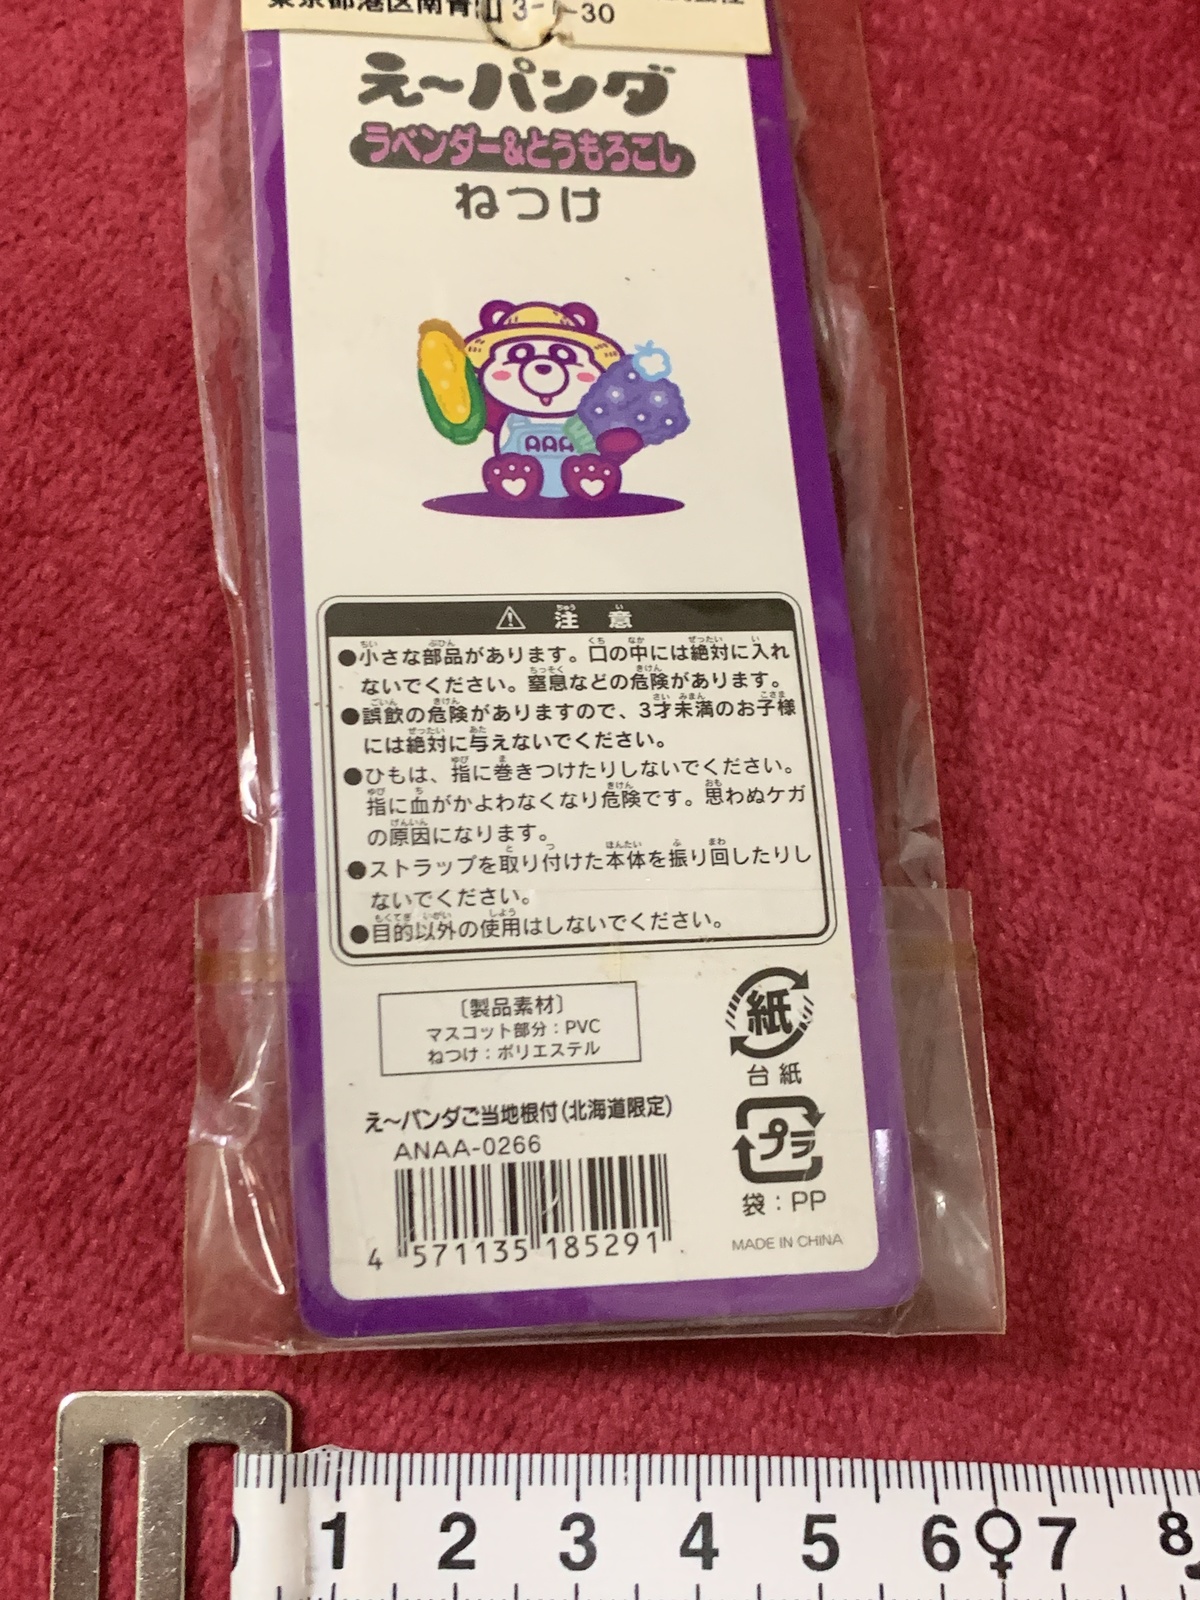 東京都港区南青山3-1-30
え〜パンダ
ラベンダー&とうもろこし
ねつけ
AAA
⚠ 注意
●小さな部品があります。口の中には絶対に入れ
ないでください。窒息などの危険があります。
●誤飲の危険がありますので、3才未満のお子様
には絶対に与えないでください。
●ひもは、指に巻きつけたりしないでください。
指に血がかよわなくなり危険です。思わぬケガ
の原因になります。
●ストラップを取り付けた本体を振り回したりし
ないでください。
●目的以外の使用はしないでください。
〔製品素材〕
マスコット部分：PVC
ねつけ：ポリエステル
紙
台紙
え〜パンダご当地根付(北海道限定)
ANAA-0266
プラ
袋：PP
4 571135 185291
MADE IN CHINA
1 2 3 4 5 6 ♀ 7 8